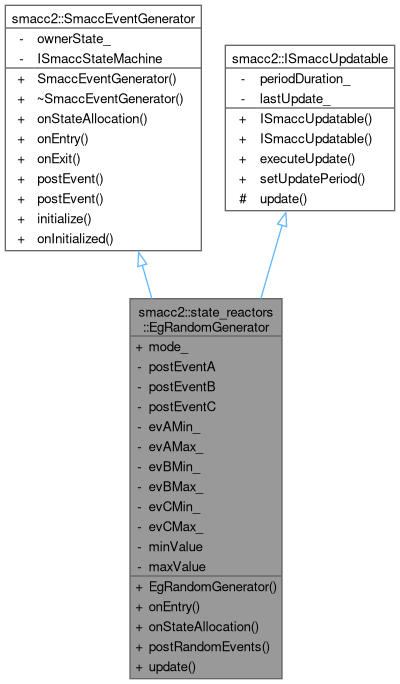 smacc2::SmaccEventGenerator
- ownerState_
- ISmaccStateMachine
+ SmaccEventGenerator()
+ ~SmaccEventGenerator()
+ onStateAllocation()
+ onEntry()
+ onExit()
+ postEvent()
+ postEvent()
+ initialize()
+ onInitialized()
smacc2::ISmaccUpdatable
- periodDuration_
- lastUpdate_
+ ISmaccUpdatable()
+ ISmaccUpdatable()
+ executeUpdate()
+ setUpdatePeriod()
# update()
smacc2::state_reactors
::EgRandomGenerator
+ mode_
- postEventA
- postEventB
- postEventC
- evAMin_
- evAMax_
- evBMin_
- evBMax_
- evCMin_
- evCMax_
- minValue
- maxValue
+ EgRandomGenerator()
+ onEntry()
+ onStateAllocation()
+ postRandomEvents()
+ update()